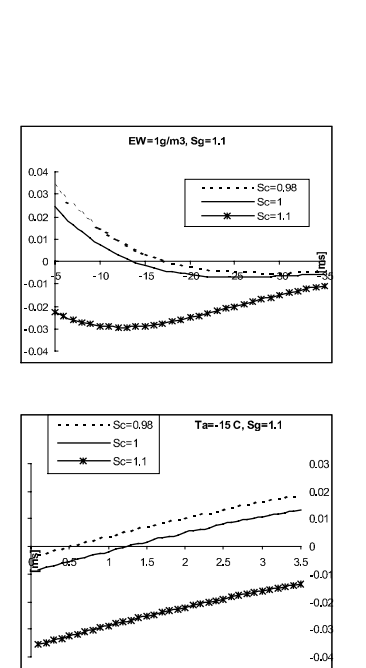 EW=1g/m3, Sg=1.1
0.04
0.03
0.02
0.01
0
-0.01
-0.02
-0.03
-0.04
Sc=0.98
Sc=1
Sc=1.1
-5 -10 -15 -20 -25 -30 -35
[ms]
Ta=-15 C, Sg=1.1
Sc=0.98
Sc=1
Sc=1.1
0.03
0.02
0.01
0
-0.01
-0.02
-0.03
-0.04
[ms]
0 0.5 1 1.5 2 2.5 3 3.5